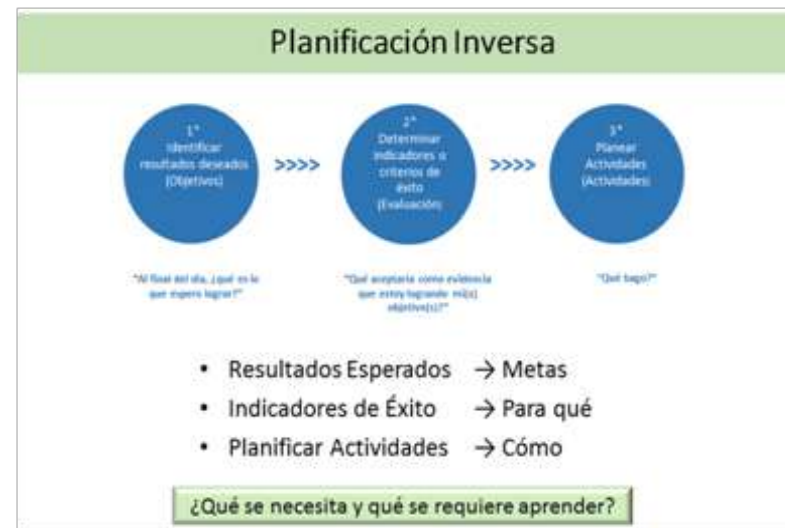 Planificación Inversa
1°
Identificar
resultados deseados
(Objetivos)
>>>>
2°
Determinar
indicadores o
criterios de
éxito
(Evaluación)
>>>>
3°
Planear
Actividades
(Actividades)
"Al final del día, ¿qué es lo
que espero lograr?"
"Qué aceptaría como evidencia
que estoy logrando mi(s)
objetivo(s)?"
"Qué hago?"
• Resultados Esperados → Metas
• Indicadores de Éxito → Para qué
• Planificar Actividades → Cómo
¿Qué se necesita y qué se requiere aprender?